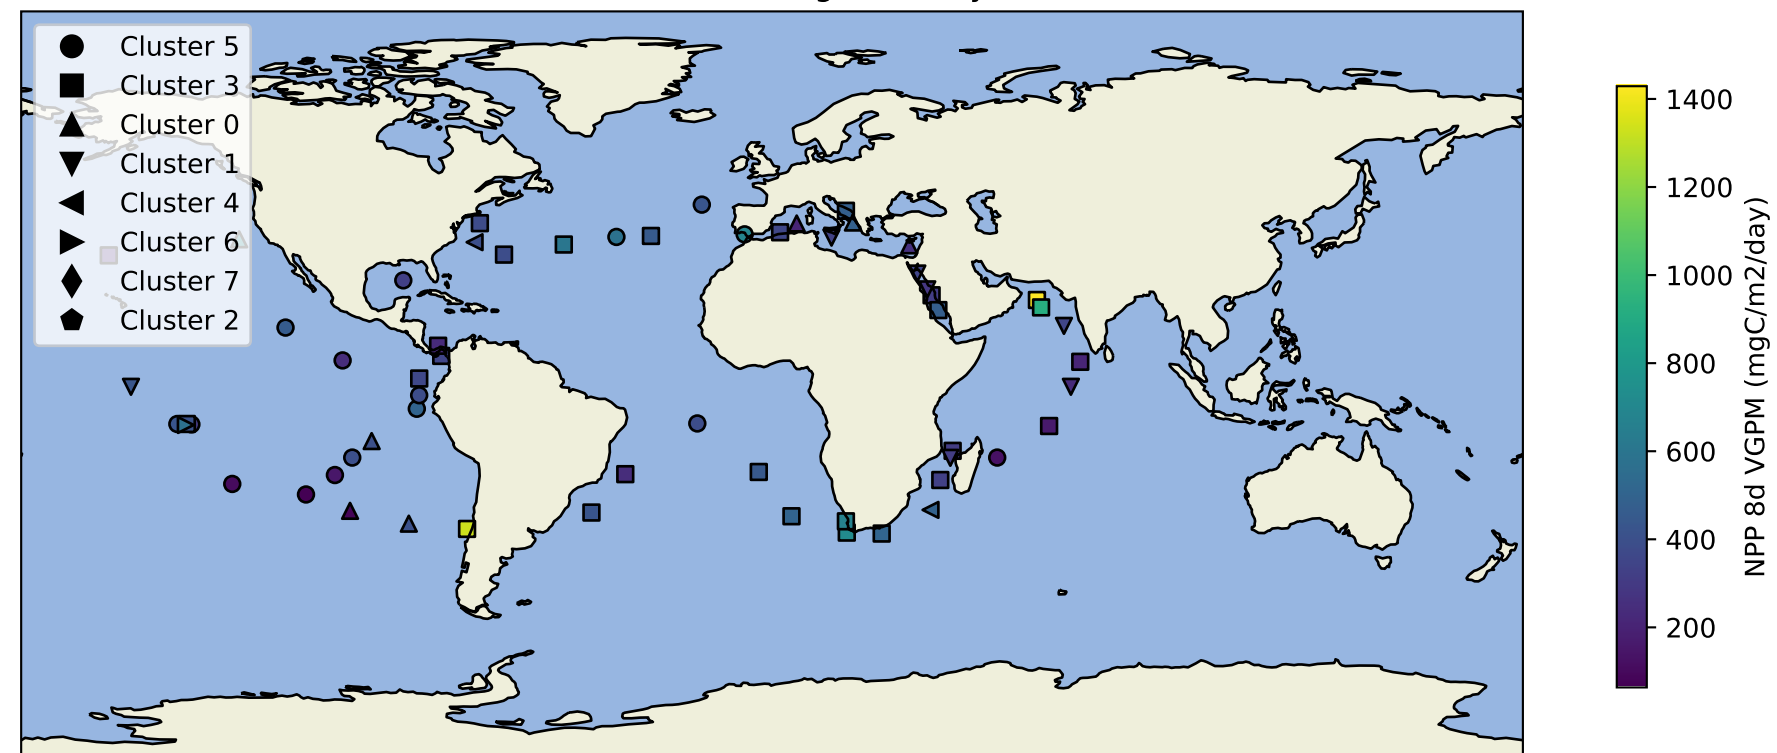 Cluster 5
Cluster 3
Cluster 0
Cluster 1
Cluster 4
Cluster 6
Cluster 7
Cluster 2
1400
1200
1000
800
600
400
200
NPP 8d VGPM (mgC/m2/day)